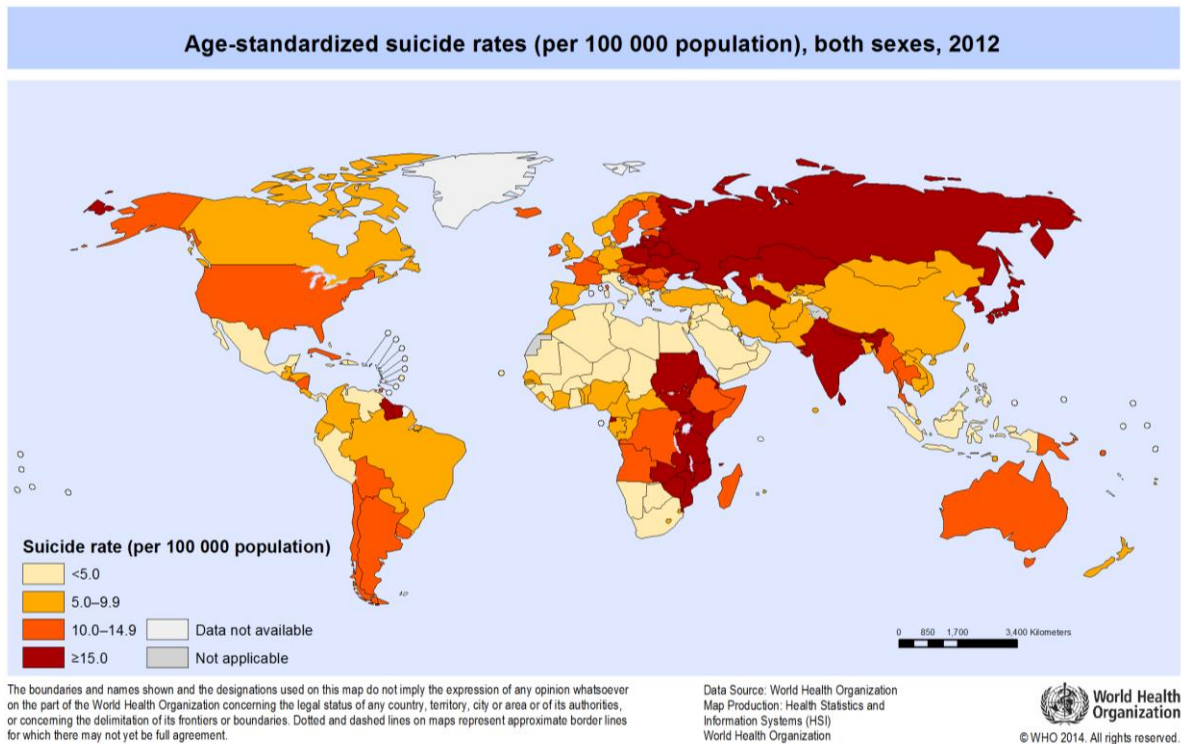 Age-standardized suicide rates (per 100 000 population), both sexes, 2012
Suicide rate (per 100 000 population)
<5.0
5.0–9.9
10.0–14.9
≥15.0
Data not available
Not applicable
0 850 1,700 3,400 Kilometers
The boundaries and names shown and the designations used on this map do not imply the expression of any opinion whatsoever
on the part of the World Health Organization concerning the legal status of any country, territory, city or area or of its authorities,
or concerning the delimitation of its frontiers or boundaries. Dotted and dashed lines on maps represent approximate border lines
for which there may not yet be full agreement.
Data Source: World Health Organization
Map Production: Health Statistics and
Information Systems (HSI)
World Health Organization
World Health
Organization
© WHO 2014. All rights reserved.